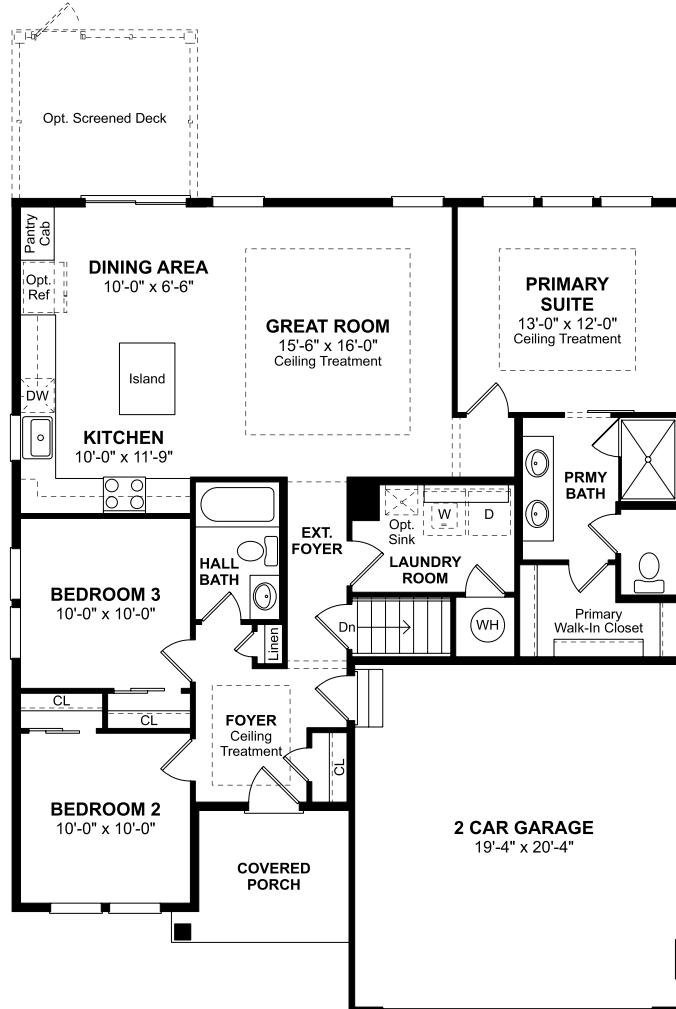 Opt. Screened Deck
Pantry
Cab
DINING AREA
10'-0" x 6'-6"
Opt.
Ref
GREAT ROOM
15'-6" x 16'-0"
Ceiling Treatment
PRIMARY
SUITE
13'-0" x 12'-0"
Ceiling Treatment
Island
DW
KITCHEN
10'-0" x 11'-9"
PRMY
BATH
EXT.
FOYER
Opt.
Sink
W
D
LAUNDRY
ROOM
HALL
BATH
BEDROOM 3
10'-0" x 10'-0"
Linen
Dn
WH
Primary
Walk-In Closet
CL
CL
FOYER
Ceiling
Treatment
CL
BEDROOM 2
10'-0" x 10'-0"
COVERED
PORCH
2 CAR GARAGE
19'-4" x 20'-4"